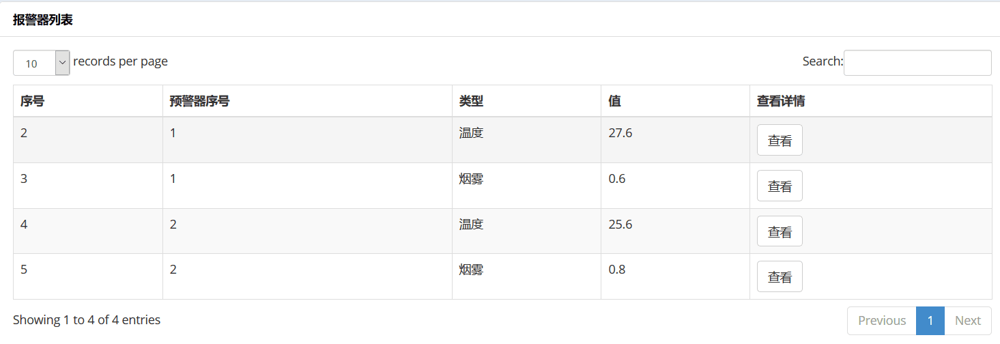 报警器列表
10 records per page Search:
序号 预警器序号 类型 值 查看详情
2 1 温度 27.6 查看
3 1 烟雾 0.6 查看
4 2 温度 25.6 查看
5 2 烟雾 0.8 查看
Showing 1 to 4 of 4 entries Previous 1 Next